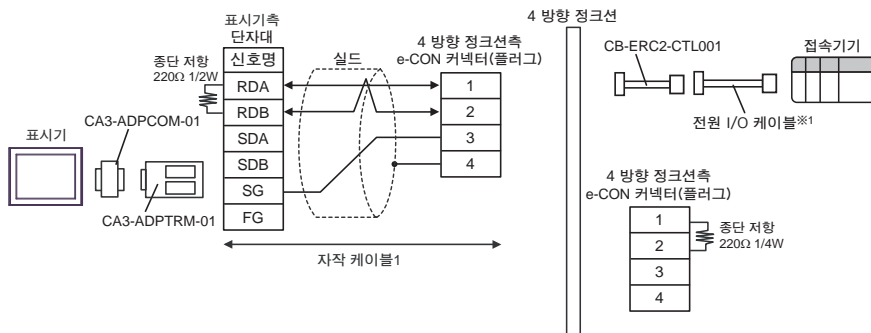 표시기
CA3-ADPCOM-01
CA3-ADPTRM-01
종단 저항
220Ω 1/2W
표시기측
단자대
신호명
RDA
RDB
SDA
SDB
SG
FG
실드
자작 케이블1
4 방향 정크션측
e-CON 커넥터(플러그)
1
2
3
4
4 방향 정크션
CB-ERC2-CTL001
전원 I/O 케이블※1
접속기기
4 방향 정크션측
e-CON 커넥터(플러그)
1
2
3
4
종단 저항
220Ω 1/4W